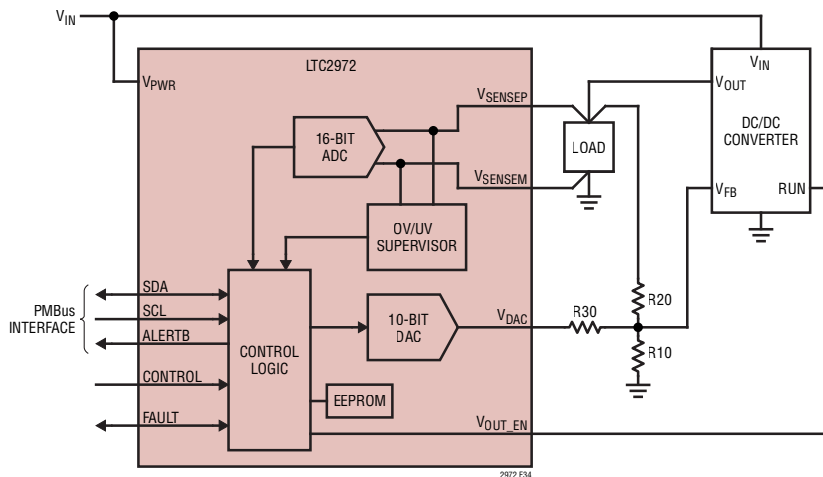 VIN
LTC2972
VPWR
VSENSEP
16-BIT
ADC
VSENSEM
OV/UV
SUPERVISOR
LOAD
VIN
VOUT
DC/DC
CONVERTER
VFB
RUN
PMBus
INTERFACE
SDA
SCL
ALERTB
CONTROL
FAULT
CONTROL
LOGIC
10-BIT
DAC
EEPROM
VDAC
VOUT_EN
R30
R20
R10
2972 F34